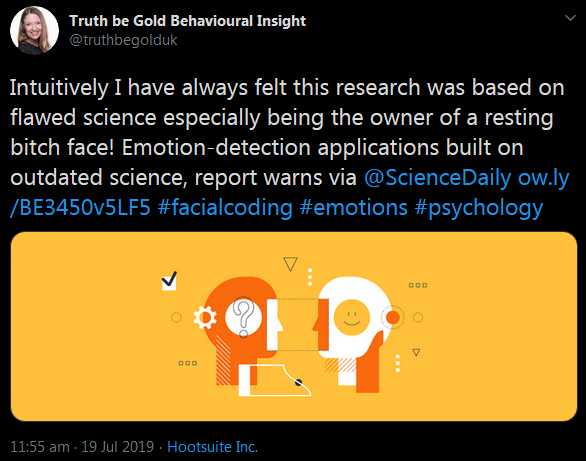 Truth be Gold Behavioural Insight
@truthbegolduk
Intuitively I have always felt this research was based on
flawed science especially being the owner of a resting
bitch face! Emotion-detection applications built on
outdated science, report warns via @ScienceDaily ow.ly
/BE3450v5LF5 #facialcoding #emotions #psychology
?
11:55 am · 19 Jul 2019 · Hootsuite Inc.